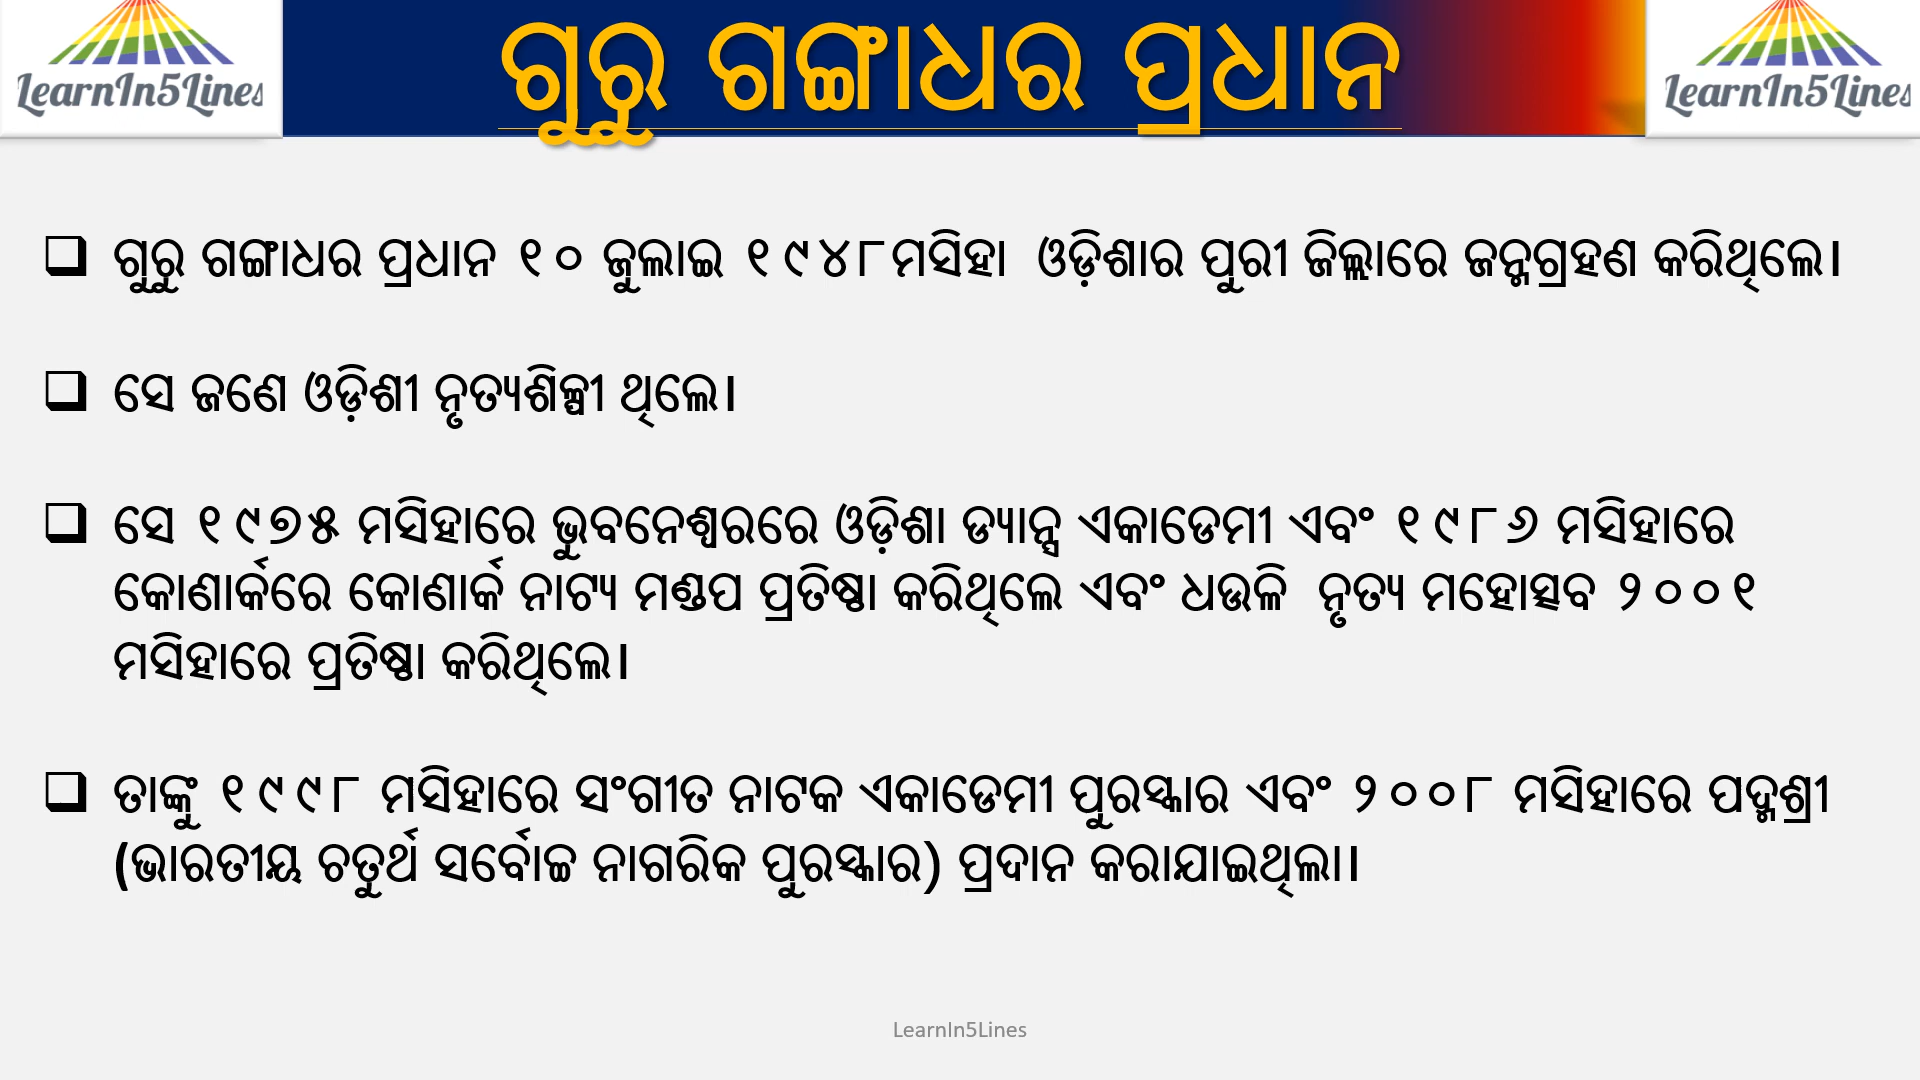 LearnIn5Lines
ଗୁରୁ ଗଙ୍ଗାଧର ପ୍ରଧାନ
LearnIn5Lines
ଗୁରୁ ଗଙ୍ଗାଧର ପ୍ରଧାନ ୧୦ ଜୁଲାଇ ୧୯୪୮ମସିହା ଓଡ଼ିଶାର ପୁରୀ ଜିଲ୍ଲାରେ ଜନ୍ମଗ୍ରହଣ କରିଥିଲେ।
ସେ ଜଣେ ଓଡ଼ିଶୀ ନୃତ୍ୟଶିଳ୍ପୀ ଥିଲେ।
ସେ ୧୯୭୫ ମସିହାରେ ଭୁବନେଶ୍ୱରରେ ଓଡ଼ିଶା ଡ୍ୟାନ୍ସ ଏକାଡେମୀ ଏବଂ ୧୯୮୬ ମସିହାରେ
କୋଣାର୍କରେ କୋଣାର୍କ ନାଟ୍ୟ ମଣ୍ଡପ ପ୍ରତିଷ୍ଠା କରିଥିଲେ ଏବଂ ଧଉଳି ନୃତ୍ୟ ମହୋତ୍ସବ ୨୦୦୧
ମସିହାରେ ପ୍ରତିଷ୍ଠା କରିଥିଲେ।
ତାଙ୍କୁ ୧୯୯୮ ମସିହାରେ ସଂଗୀତ ନାଟକ ଏକାଡେମୀ ପୁରସ୍କାର ଏବଂ ୨୦୦୮ ମସିହାରେ ପଦ୍ମଶ୍ରୀ
(ଭାରତୀୟ ଚତୁର୍ଥ ସର୍ବୋଚ୍ଚ ନାଗରିକ ପୁରସ୍କାର) ପ୍ରଦାନ କରାଯାଇଥିଲା।
LearnIn5Lines